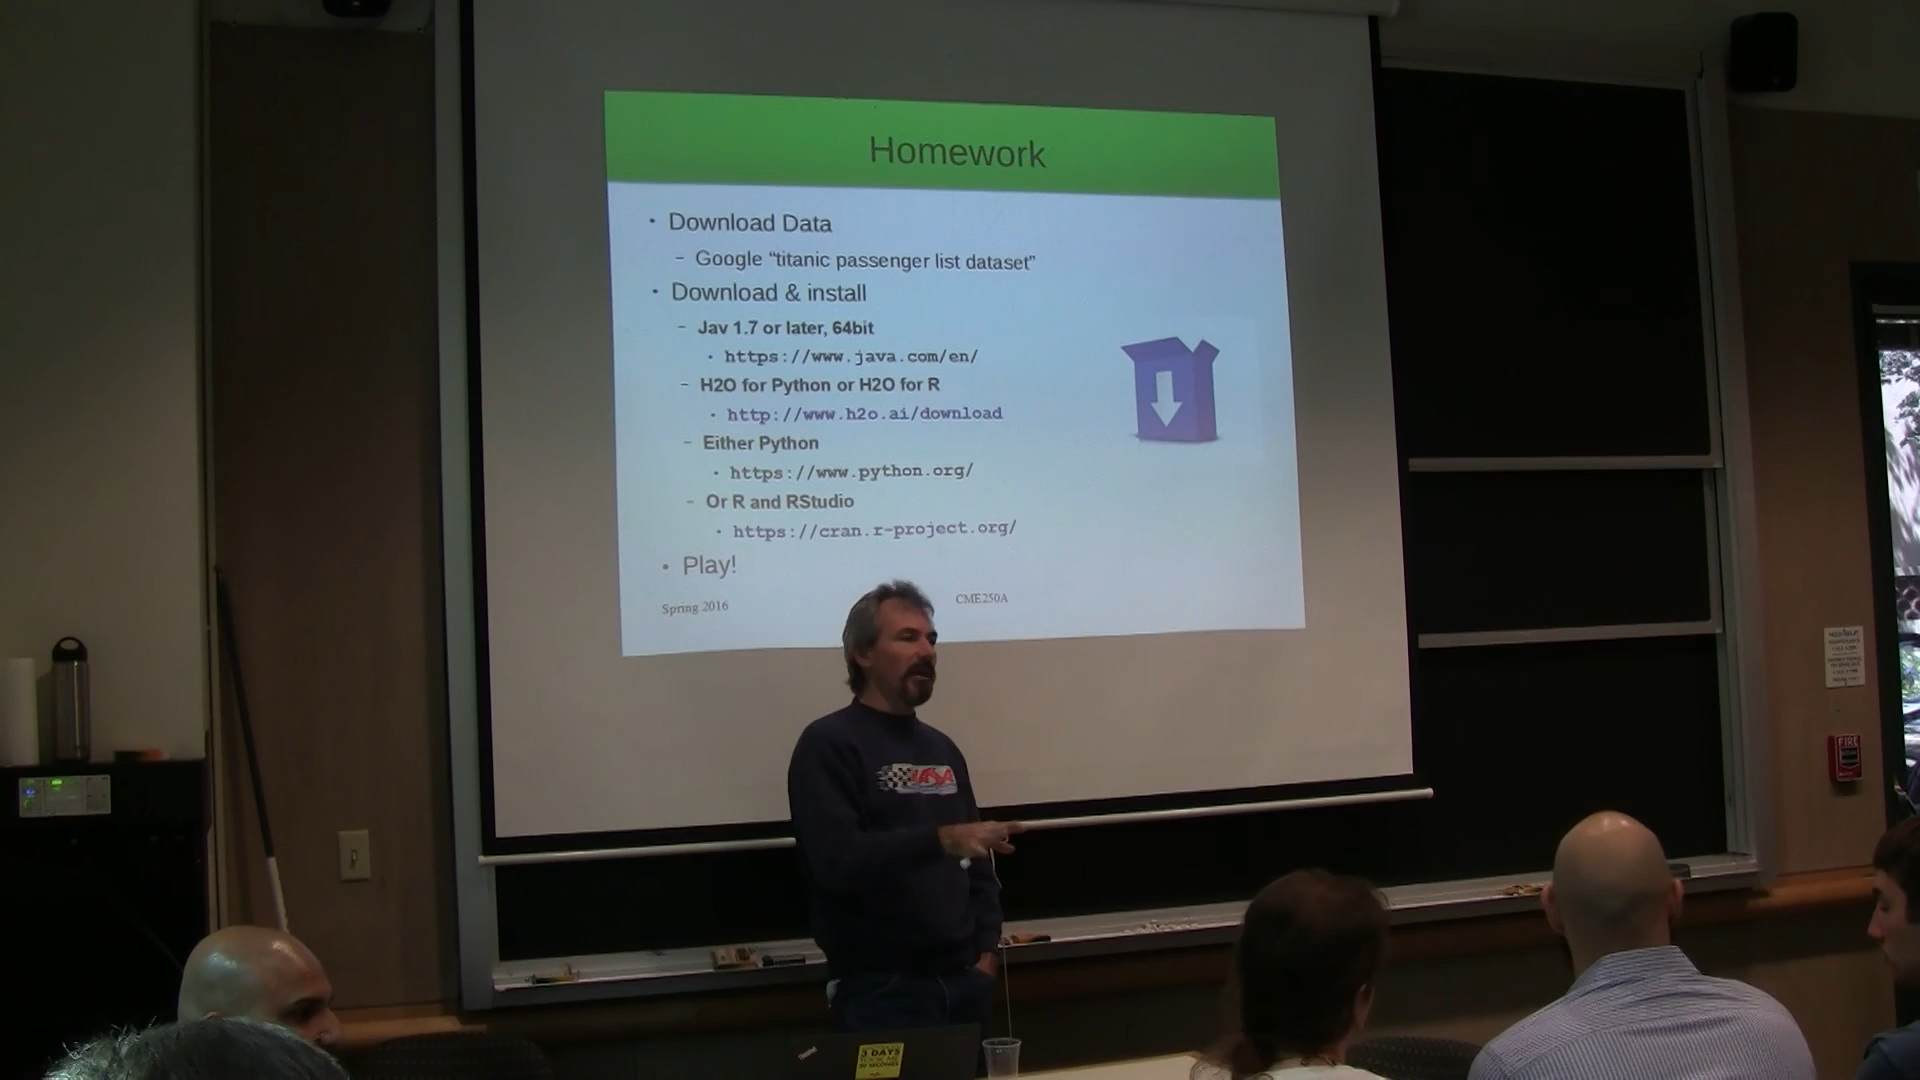 Homework
• Download Data
– Google “titanic passenger list dataset”
• Download & install
– Jav 1.7 or later, 64bit
• https://www.java.com/en/
– H2O for Python or H2O for R
• http://www.h2o.ai/download
– Either Python
• https://www.python.org/
– Or R and RStudio
• https://cran.r-project.org/
• Play!
Spring 2016
CME250A
FIRE
3 DAYS